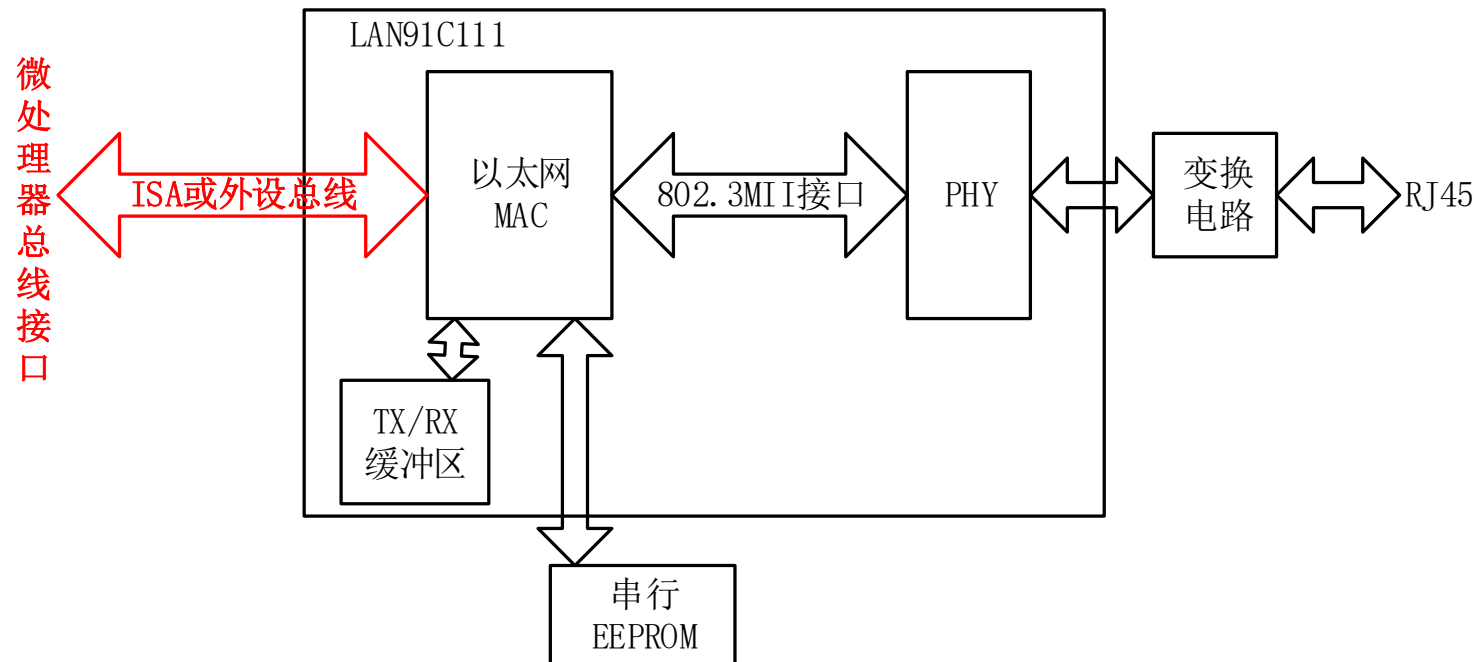 LAN91C111
微处理器总线接口
ISA或外设总线
以太网
MAC
802.3MII接口
PHY
变换
电路
RJ45
TX/RX
缓冲区
串行
EEPROM